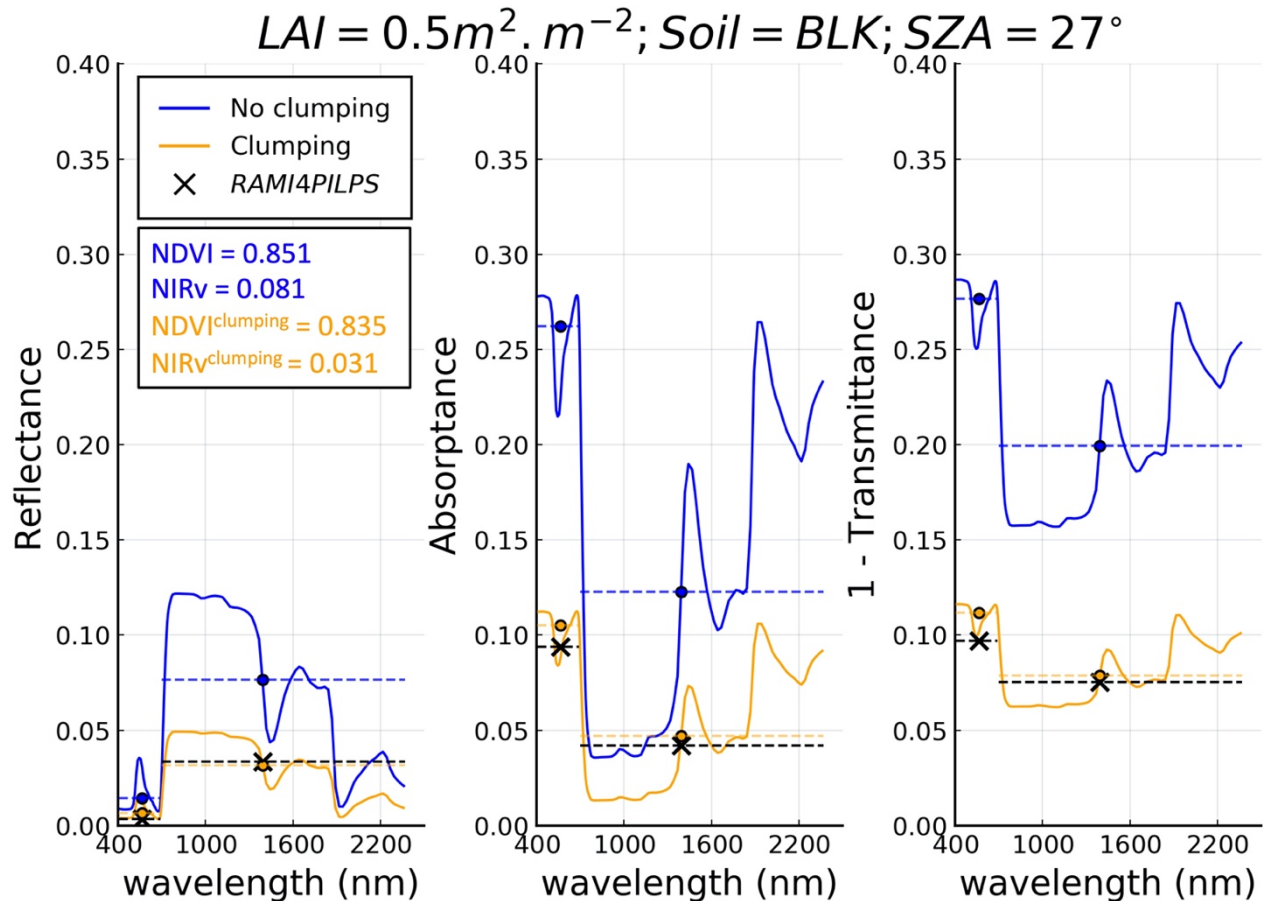 LAI = 0.5m². m⁻²; Soil = BLK; SZA = 27°
0.40
0.35
0.30
0.25
0.20
0.15
0.10
0.05
0.00
Reflectance
No clumping
Clumping
RAMI4PILPS
NDVI = 0.851
NIRv = 0.081
NDVIclumping = 0.835
NIRvclumping = 0.031
400 1000 1600 2200
wavelength (nm)
0.40
0.35
0.30
0.25
0.20
0.15
0.10
0.05
0.00
Absorptance
400 1000 1600 2200
wavelength (nm)
0.40
0.35
0.30
0.25
0.20
0.15
0.10
0.05
0.00
1 - Transmittance
400 1000 1600 2200
wavelength (nm)